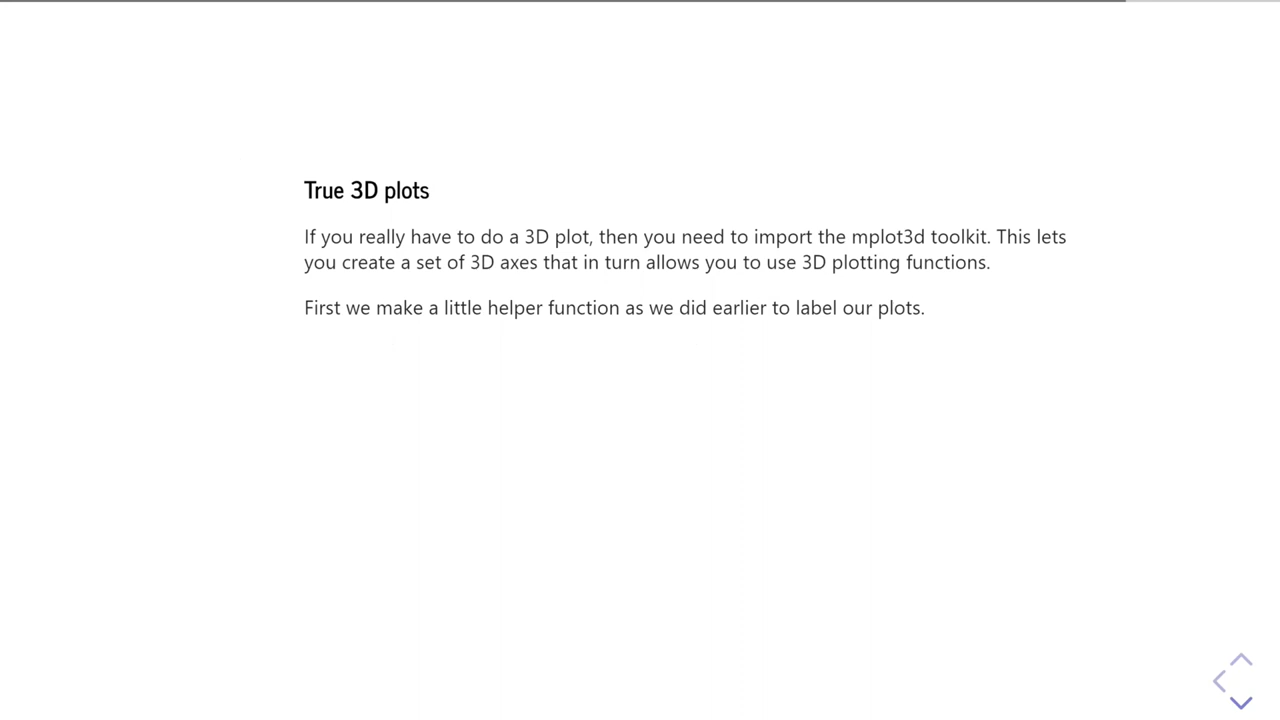 True 3D plots
If you really have to do a 3D plot, then you need to import the mplot3d toolkit. This lets
you create a set of 3D axes that in turn allows you to use 3D plotting functions.
First we make a little helper function as we did earlier to label our plots.